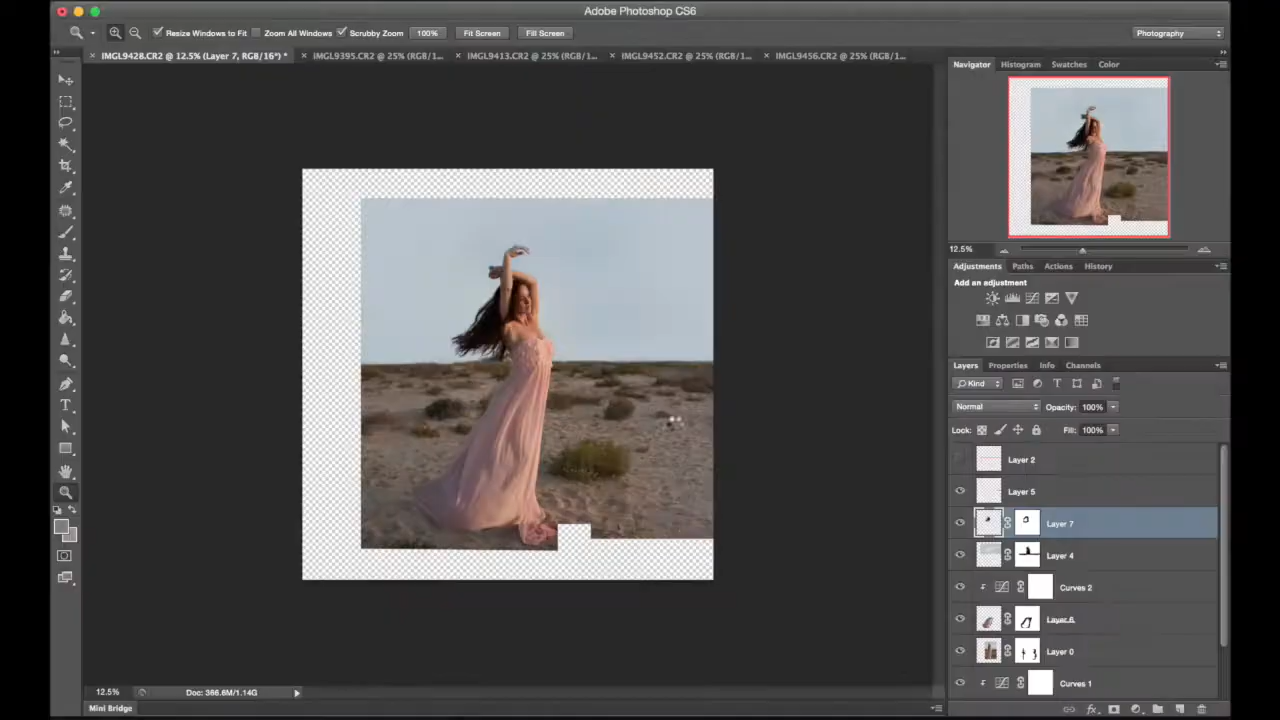 Adobe Photoshop CS6
Resize Windows to Fit Zoom All Windows Scrubby Zoom 100% Fit Screen Fill Screen Photography
IMGL9428.CR2 @ 12.5% (Layer 7, RGB/16*) * IMGL9395.CR2 @ 25% (RGB/1... IMGL9413.CR2 @ 25% (RGB/1... IMGL9452.CR2 @ 25% (RGB/1... IMGL9456.CR2 @ 25% (RGB/1...
Navigator Histogram Swatches Color
12.5%
Adjustments Paths Actions History
Add an adjustment
Layers Properties Info Channels
Kind
Normal Opacity: 100%
Lock: Fill: 100%
Layer 2
Layer 5
Layer 7
Layer 4
Curves 2
Layer 6
Layer 0
Curves 1
12.5% Doc: 366.6M/1.14G
Mini Bridge